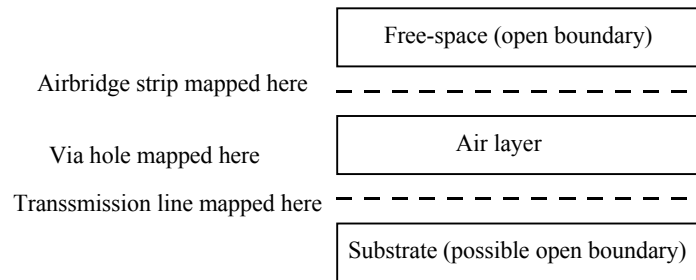 Free-space (open boundary)
Airbridge strip mapped here
Air layer
Via hole mapped here
Transsmission line mapped here
Substrate (possible open boundary)